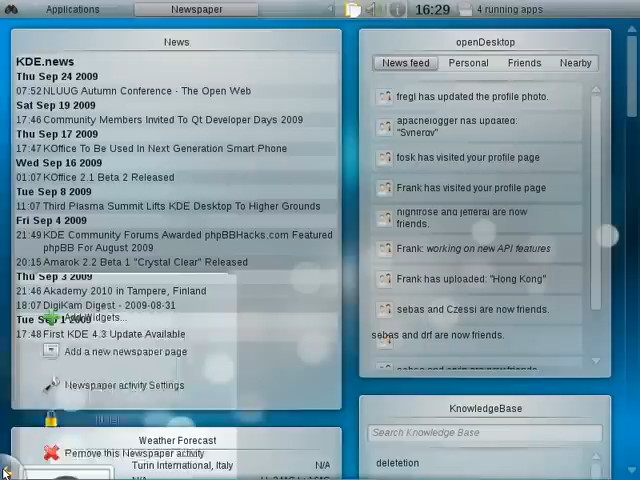 Applications
Newspaper
16:29
4 running apps
News
KDE.news
Thu Sep 24 2009
07:52 NLUUG Autumn Conference - The Open Web
Sat Sep 19 2009
17:46 Community Members Invited To Qt Developer Days 2009
Thu Sep 17 2009
17:47 KOffice To Be Used In Next Generation Smart Phone
Wed Sep 16 2009
01:07 KOffice 2.1 Beta 2 Released
Tue Sep 8 2009
11:07 Third Plasma Summit Lifts KDE Desktop To Higher Grounds
Fri Sep 4 2009
21:49 KDE Community Forums Awarded phpBBHacks.com Featured
phpBB For August 2009
20:15 Amarok 2.2 Beta 1 "Crystal Clear" Released
Thu Sep 3 2009
21:46 Akademy 2010 in Tampere, Finland
18:07 DigiKam Digest - 2009-08-31
Tue Sep 1 2009
Add Widgets...
17:48 First KDE 4.3 Update Available
Add a new newspaper page
Newspaper activity Settings
Weather Forecast
Remove this Newspaper activity
Turin International, Italy
N/A
openDesktop
News feed
Personal
Friends
Nearby
fregl has updated the profile photo.
apachelogger has updated:
"Synergy"
fosk has visited your profile page
Frank has visited your profile page
nightrose and jefferai are now
friends.
Frank: working on new API features
Frank has uploaded: "Hong Kong"
sebas and Czessi are now friends.
sebas and drf are now friends.
KnowledgeBase
Search Knowledge Base
deletetion